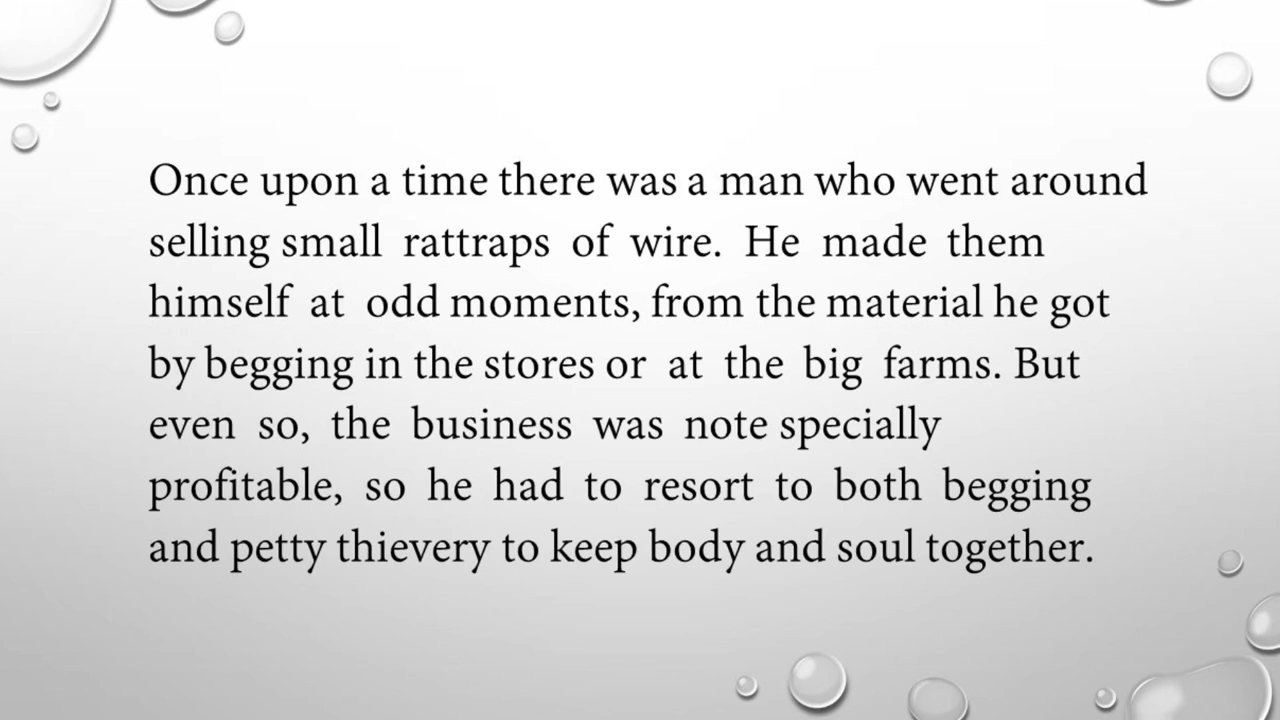 Once upon a time there was a man who went around
selling small rattraps of wire. He made them
himself at odd moments, from the material he got
by begging in the stores or at the big farms. But
even so, the business was note specially
profitable, so he had to resort to both begging
and petty thievery to keep body and soul together.